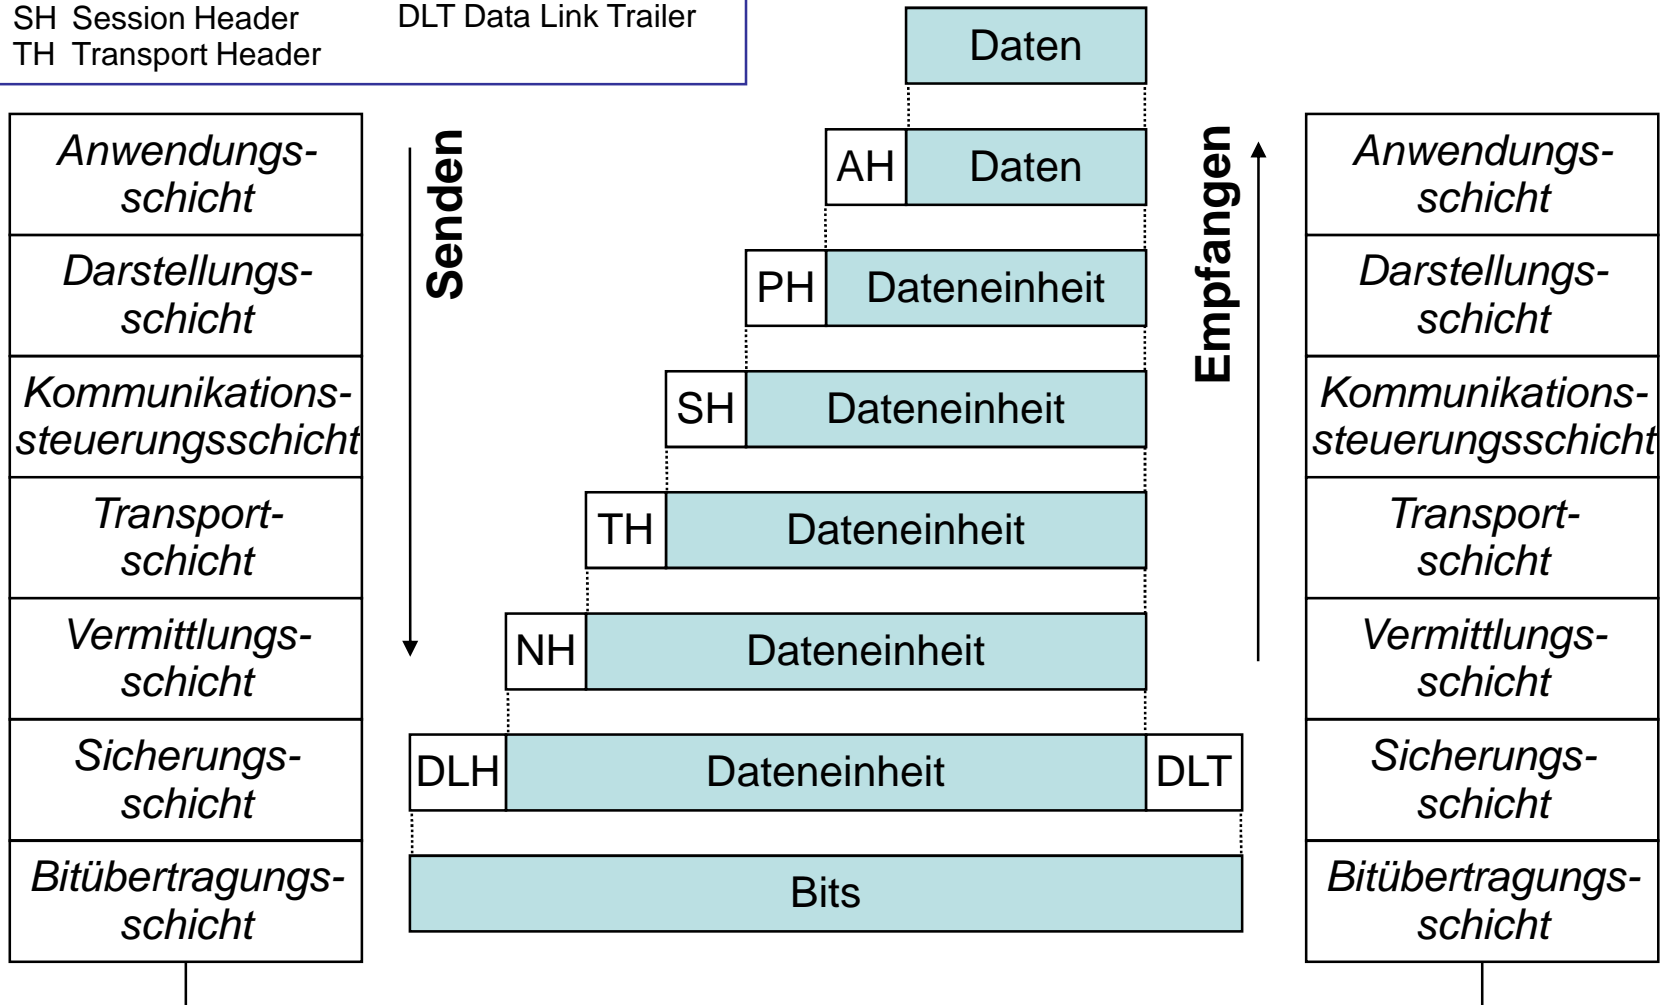 SH Session Header
DLT Data Link Trailer
TH Transport Header
Daten
Anwendungs-
schicht
Senden
AH
Daten
Empfangen
Anwendungs-
schicht
Darstellungs-
schicht
PH
Dateneinheit
Darstellungs-
schicht
Kommunikations-
steuerungsschicht
SH
Dateneinheit
Kommunikations-
steuerungsschicht
Transport-
schicht
TH
Dateneinheit
Transport-
schicht
Vermittlungs-
schicht
NH
Dateneinheit
Vermittlungs-
schicht
Sicherungs-
schicht
DLH
Dateneinheit
DLT
Sicherungs-
schicht
Bitübertragungs-
schicht
Bits
Bitübertragungs-
schicht